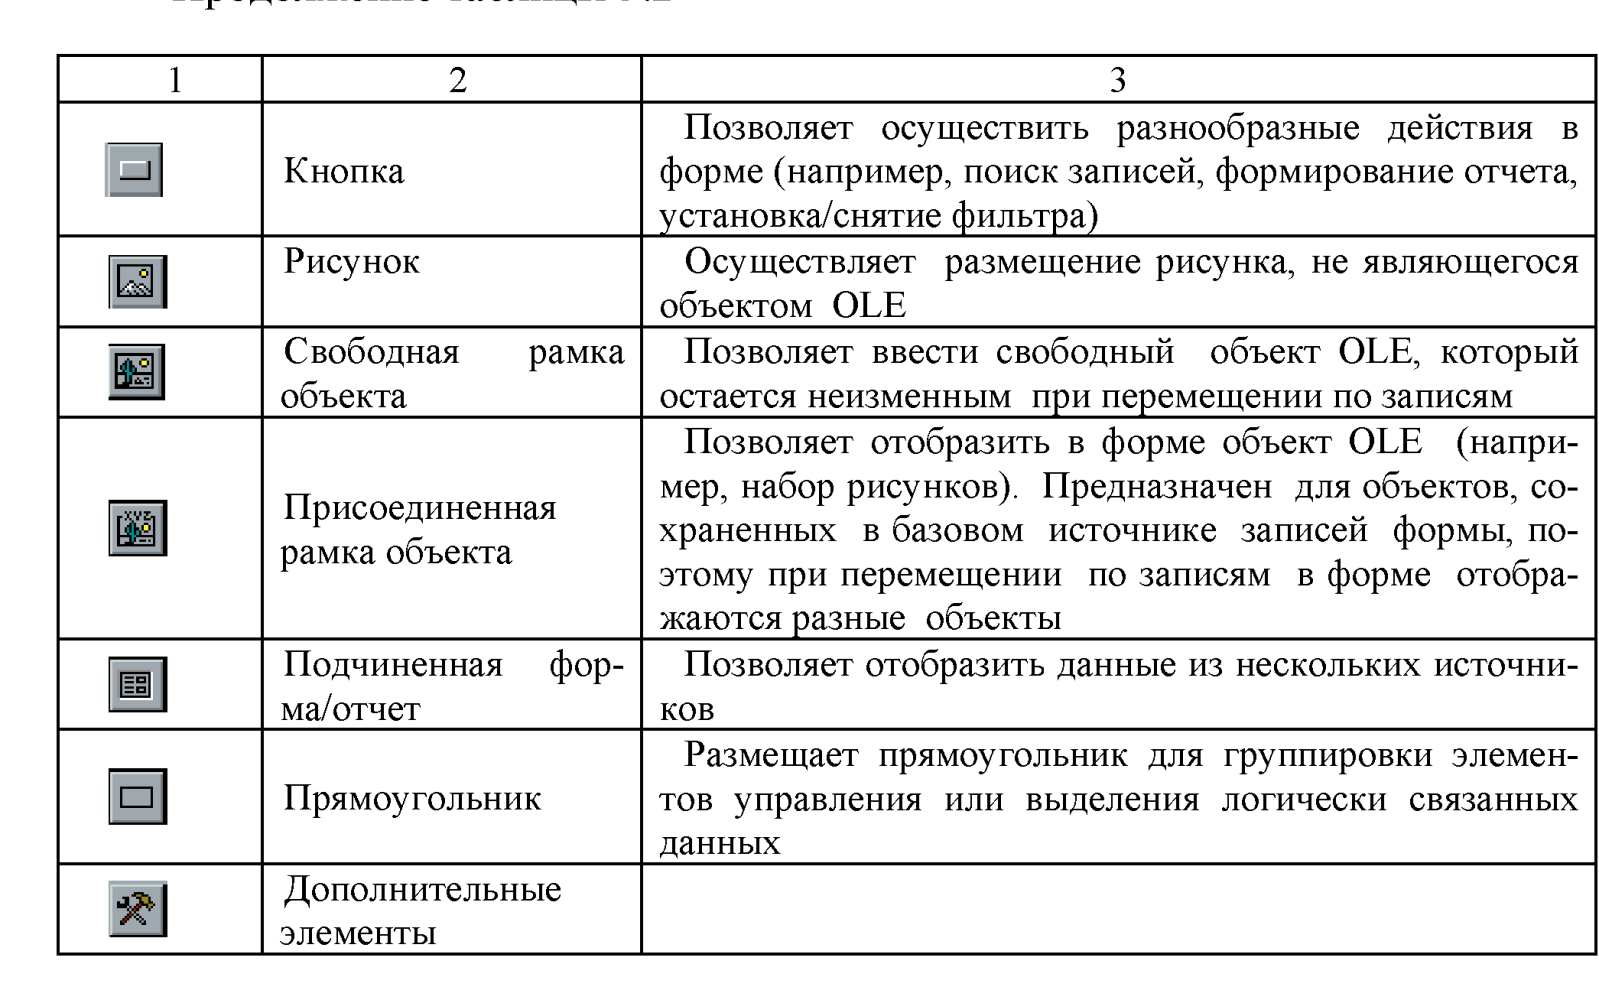 Продолжение таблицы
1 2 3
Кнопка
Позволяет осуществить разнообразные действия в
форме (например, поиск записей, формирование отчета,
установка/снятие фильтра)
Рисунок
Осуществляет размещение рисунка, не являющегося
объектом OLE
Свободная рамка
объекта
Позволяет ввести свободный объект OLE, который
остается неизменным при перемещении по записям
XYZ
Присоединенная
рамка объекта
Позволяет отобразить в форме объект OLE (напри-
мер, набор рисунков). Предназначен для объектов, со-
храненных в базовом источнике записей формы, по-
этому при перемещении по записям в форме отобра-
жаются разные объекты
Подчиненная фор-
ма/отчет
Позволяет отобразить данные из нескольких источни-
ков
Прямоугольник
Размещает прямоугольник для группировки элемен-
тов управления или выделения логически связанных
данных
Дополнительные
элементы